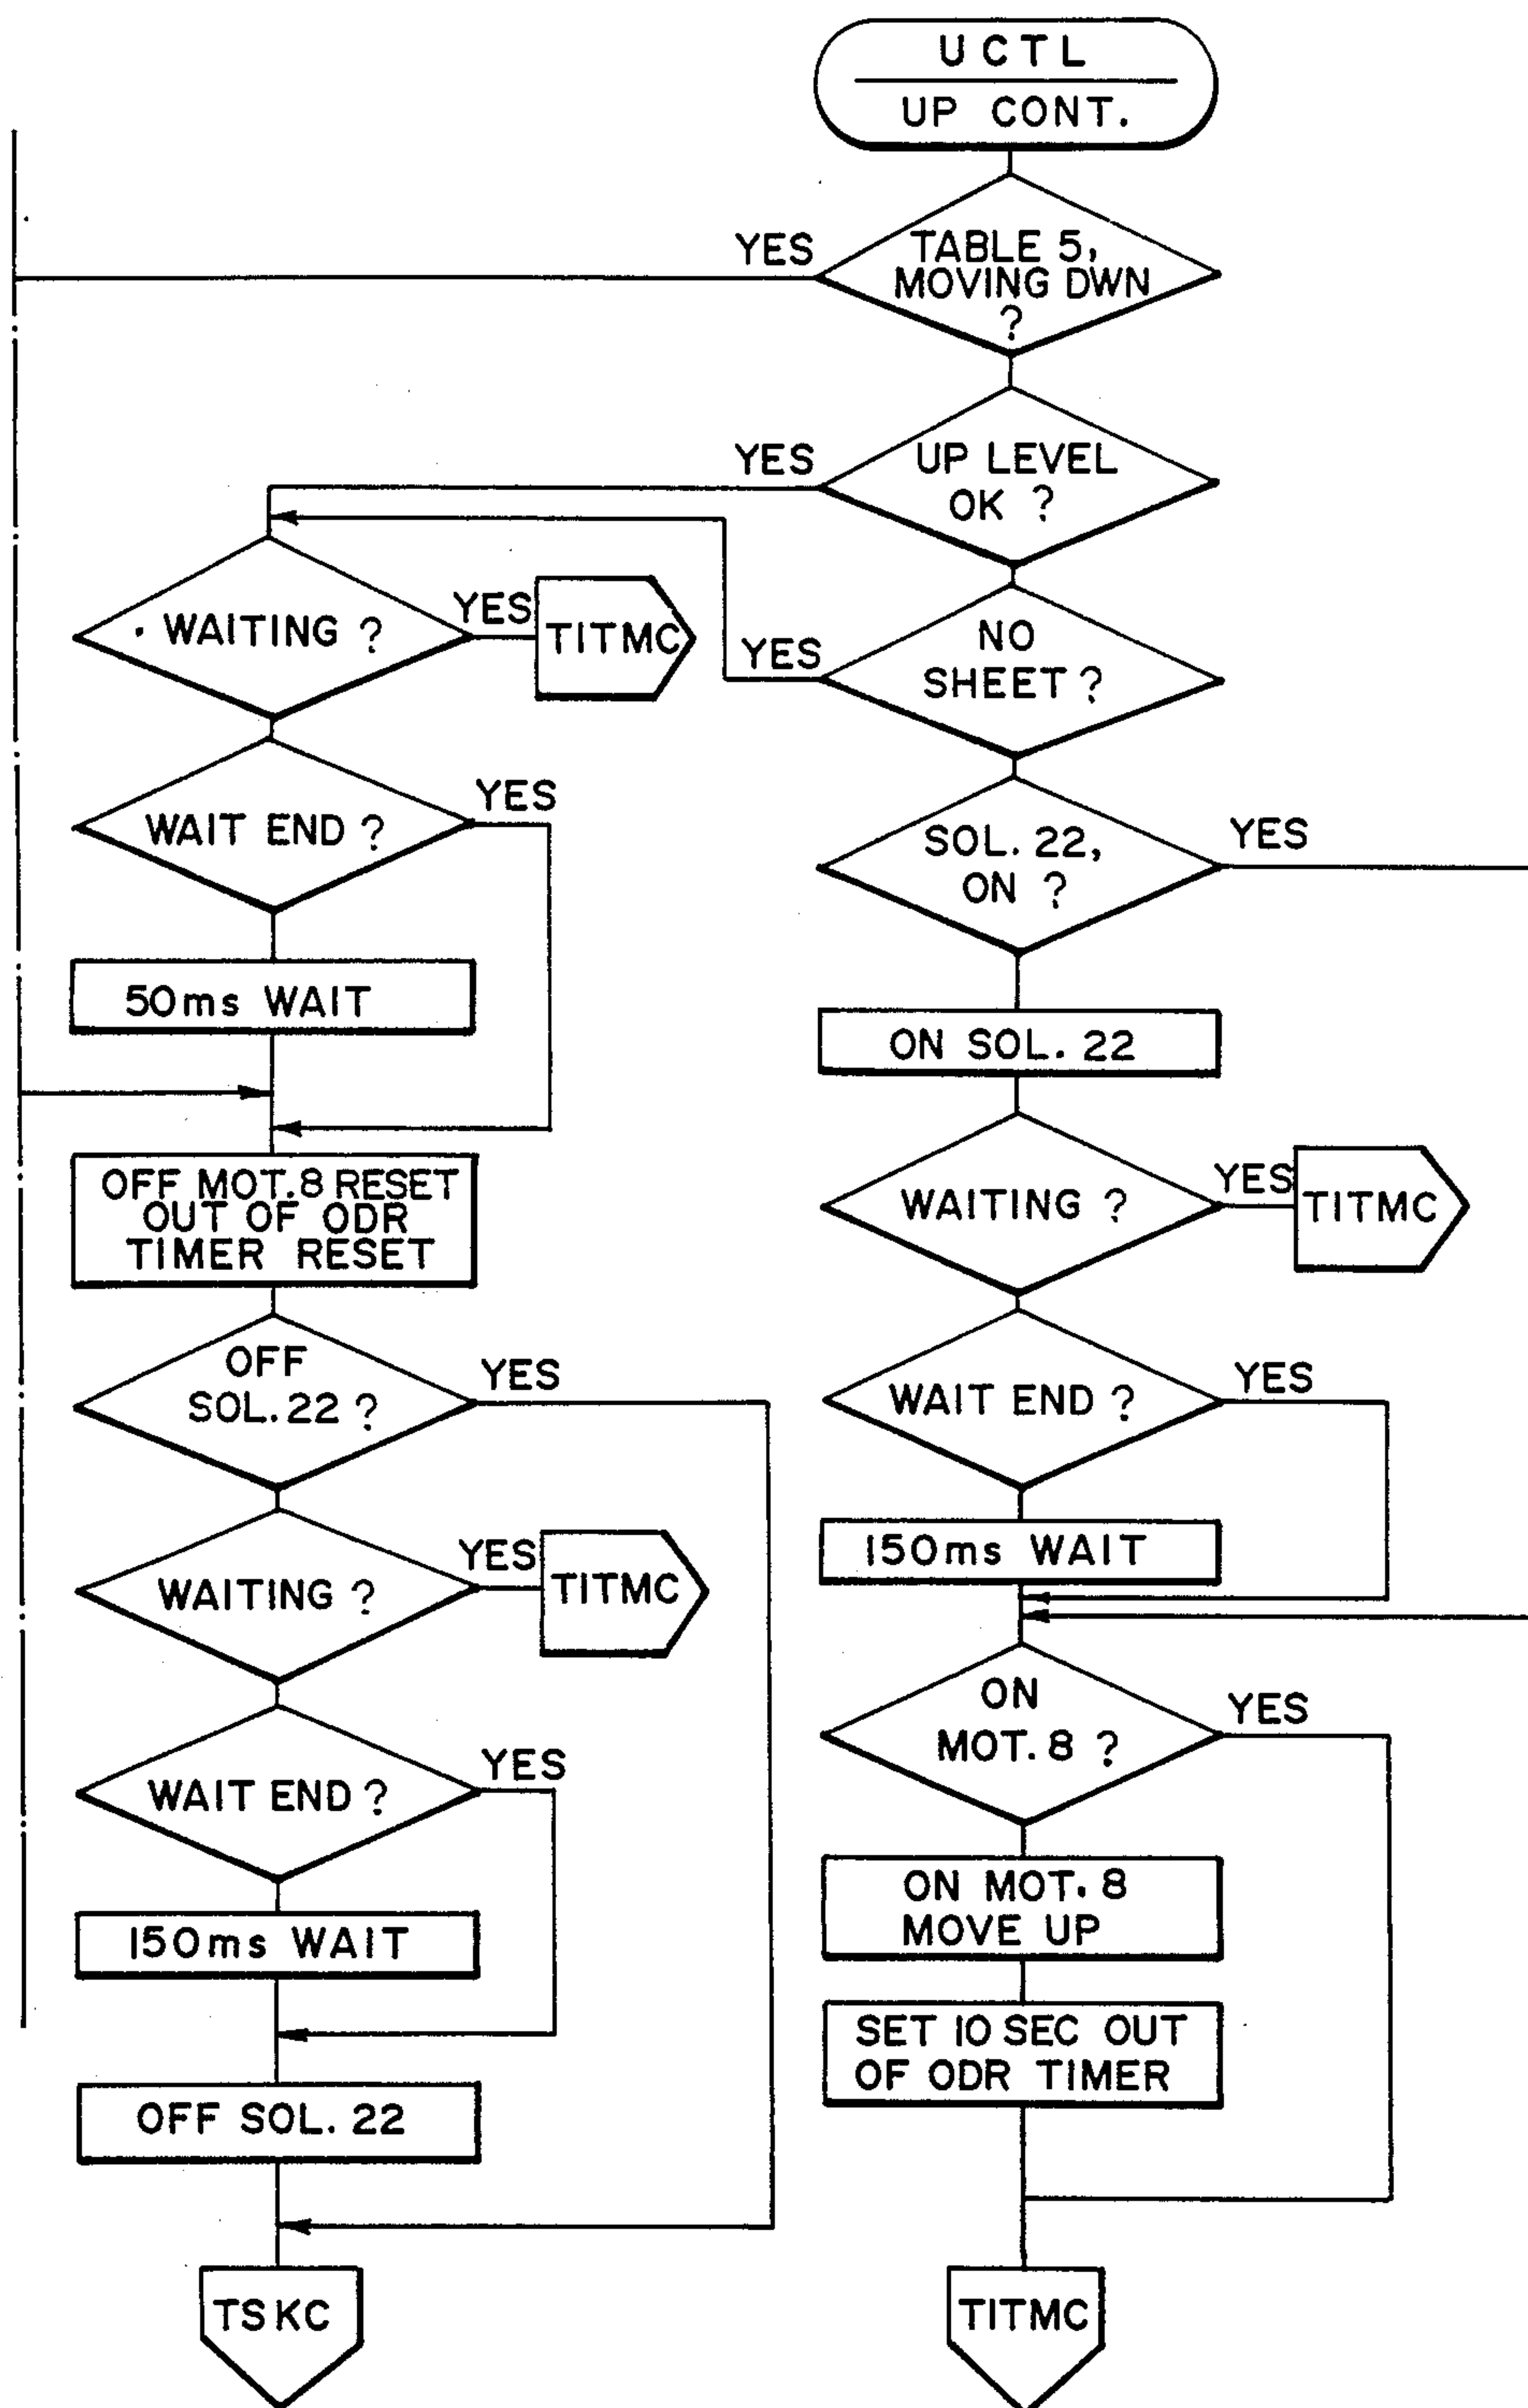 UCTL
UP CONT.
YES
TABLE 5,
MOVING DWN
?
YES
UP LEVEL
OK ?
WAITING ?
YES
TITMC
YES
NO
SHEET ?
WAIT END ?
YES
SOL. 22,
ON ?
YES
50ms WAIT
ON SOL. 22
OFF MOT.8 RESET
OUT OF ODR
TIMER RESET
WAITING ?
YES
TITMC
OFF
SOL. 22 ?
YES
WAIT END ?
YES
WAITING ?
YES
TITMC
150ms WAIT
ON
MOT. 8 ?
YES
WAIT END ?
YES
ON MOT. 8
MOVE UP
150ms WAIT
SET 10 SEC OUT
OF ODR TIMER
OFF SOL. 22
TSKC
TITMC